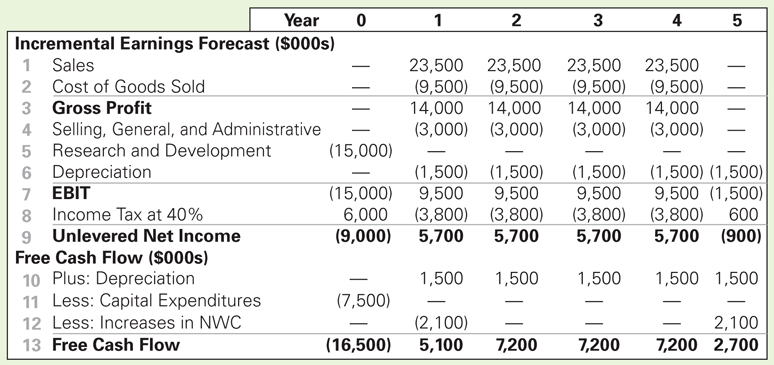 Year 0 1 2 3 4 5
Incremental Earnings Forecast ($000s)
1 Sales — 23,500 23,500 23,500 23,500 —
2 Cost of Goods Sold — (9,500) (9,500) (9,500) (9,500) —
3 Gross Profit — 14,000 14,000 14,000 14,000 —
4 Selling, General, and Administrative — (3,000) (3,000) (3,000) (3,000) —
5 Research and Development (15,000) — — — — —
6 Depreciation — (1,500) (1,500) (1,500) (1,500) (1,500)
7 EBIT (15,000) 9,500 9,500 9,500 9,500 (1,500)
8 Income Tax at 40% 6,000 (3,800) (3,800) (3,800) (3,800) 600
9 Unlevered Net Income (9,000) 5,700 5,700 5,700 5,700 (900)
Free Cash Flow ($000s)
10 Plus: Depreciation — 1,500 1,500 1,500 1,500 1,500
11 Less: Capital Expenditures (7,500) — — — — —
12 Less: Increases in NWC — (2,100) — — — 2,100
13 Free Cash Flow (16,500) 5,100 7,200 7,200 7,200 2,700